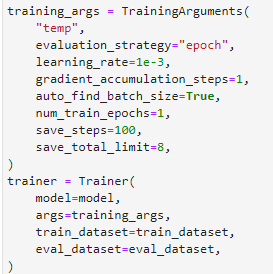 training_args = TrainingArguments(
    "temp",
    evaluation_strategy="epoch",
    learning_rate=1e-3,
    gradient_accumulation_steps=1,
    auto_find_batch_size=True,
    num_train_epochs=1,
    save_steps=100,
    save_total_limit=8,
)
trainer = Trainer(
    model=model,
    args=training_args,
    train_dataset=train_dataset,
    eval_dataset=eval_dataset,
)